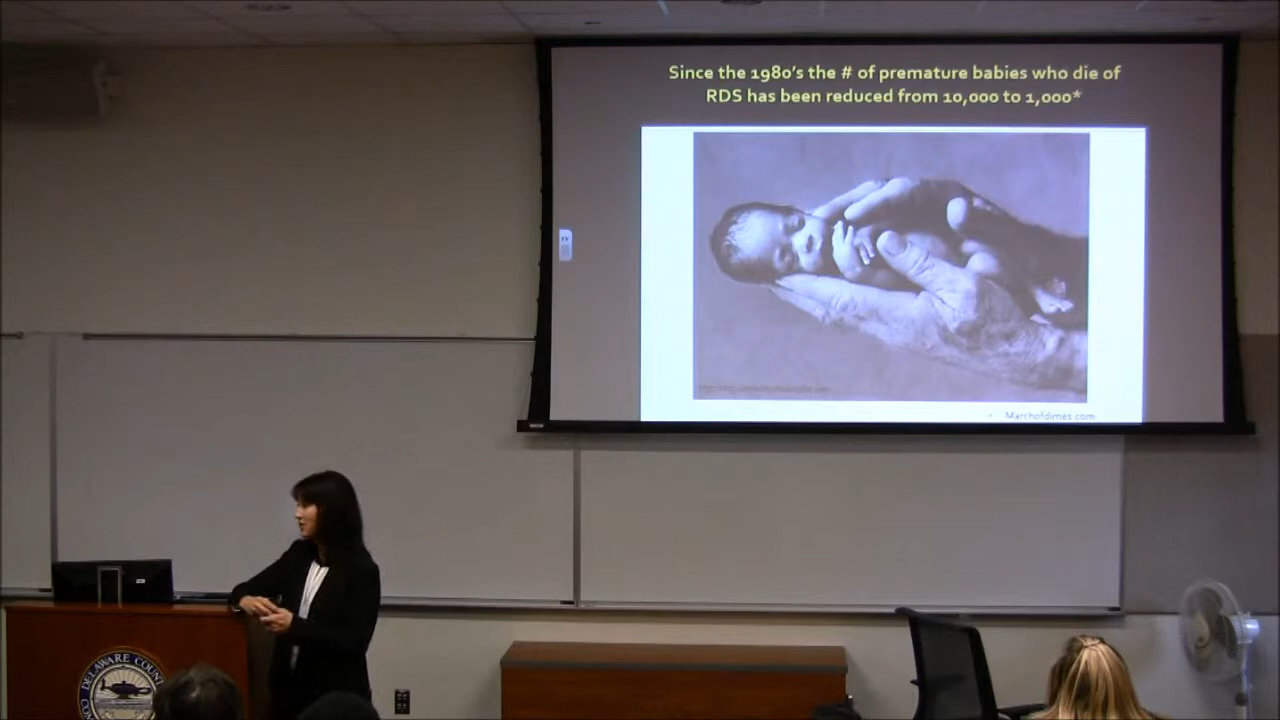 Since the 1980's the # of premature babies who die of
RDS has been reduced from 10,000 to 1,000*
• Marchofdimes.com
DELAWARE COUN